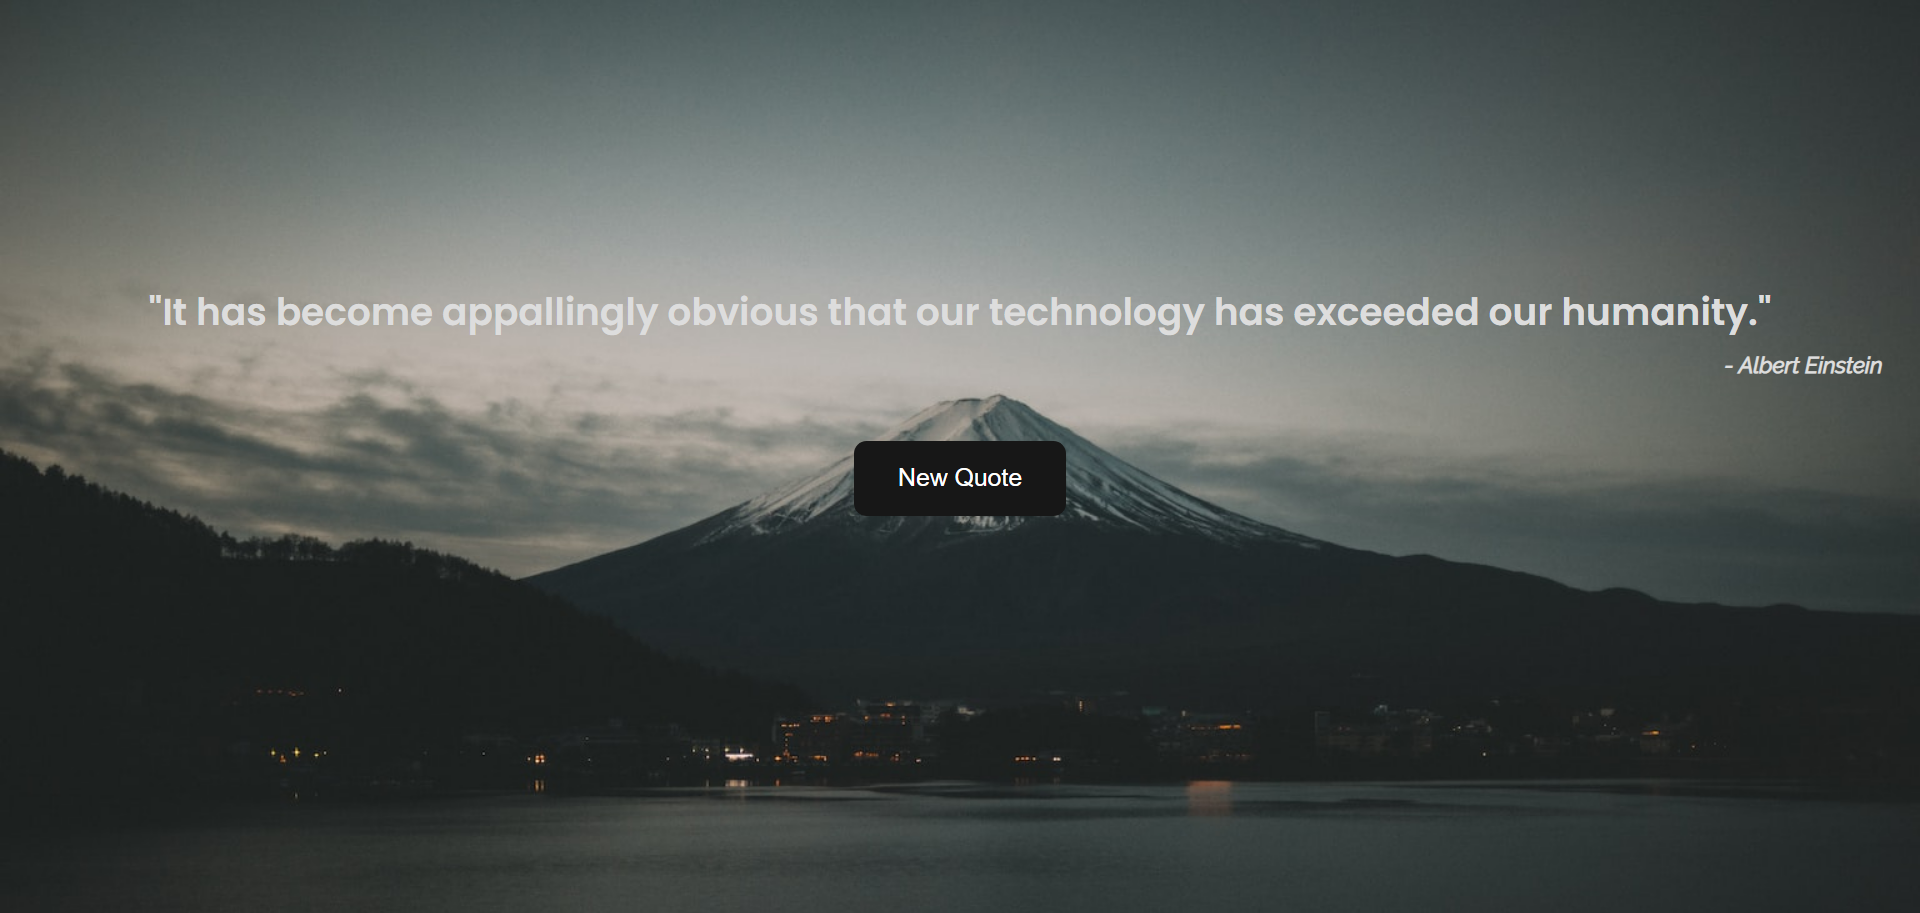 "It has become appallingly obvious that our technology has exceeded our humanity."
- Albert Einstein
New Quote